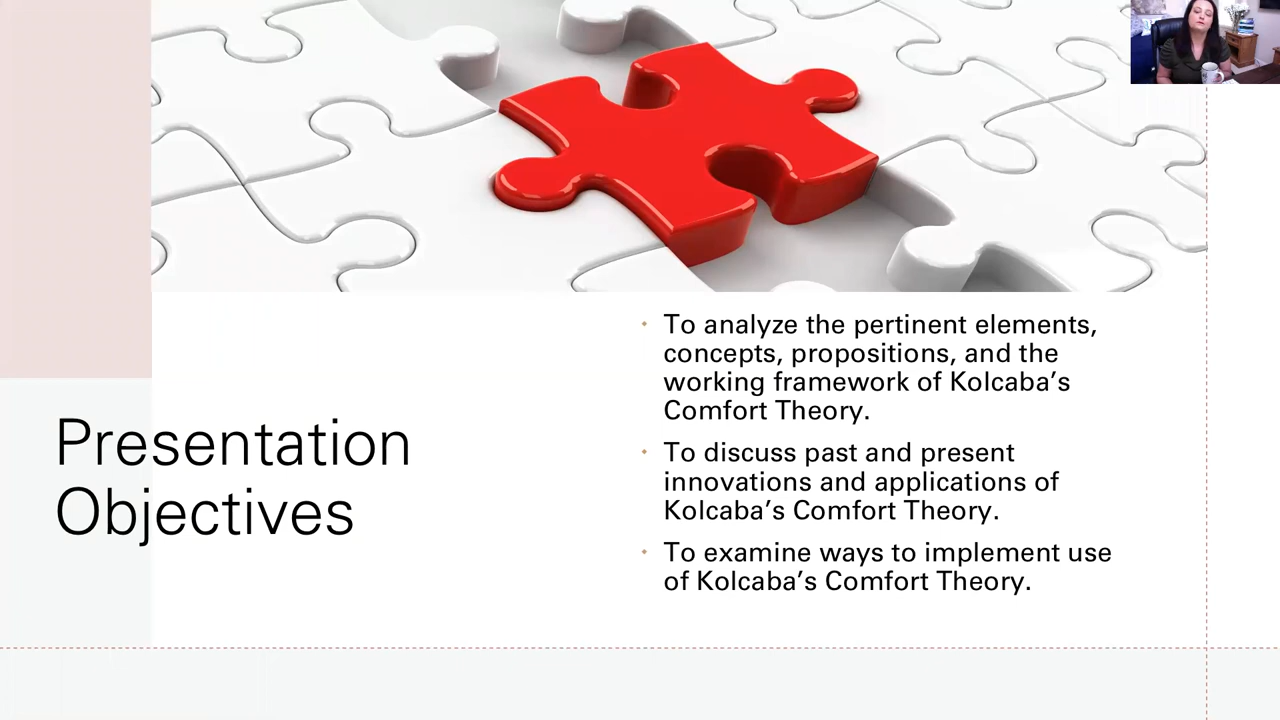 Presentation
Objectives
To analyze the pertinent elements,
concepts, propositions, and the
working framework of Kolcaba’s
Comfort Theory.
To discuss past and present
innovations and applications of
Kolcaba’s Comfort Theory.
To examine ways to implement use
of Kolcaba’s Comfort Theory.